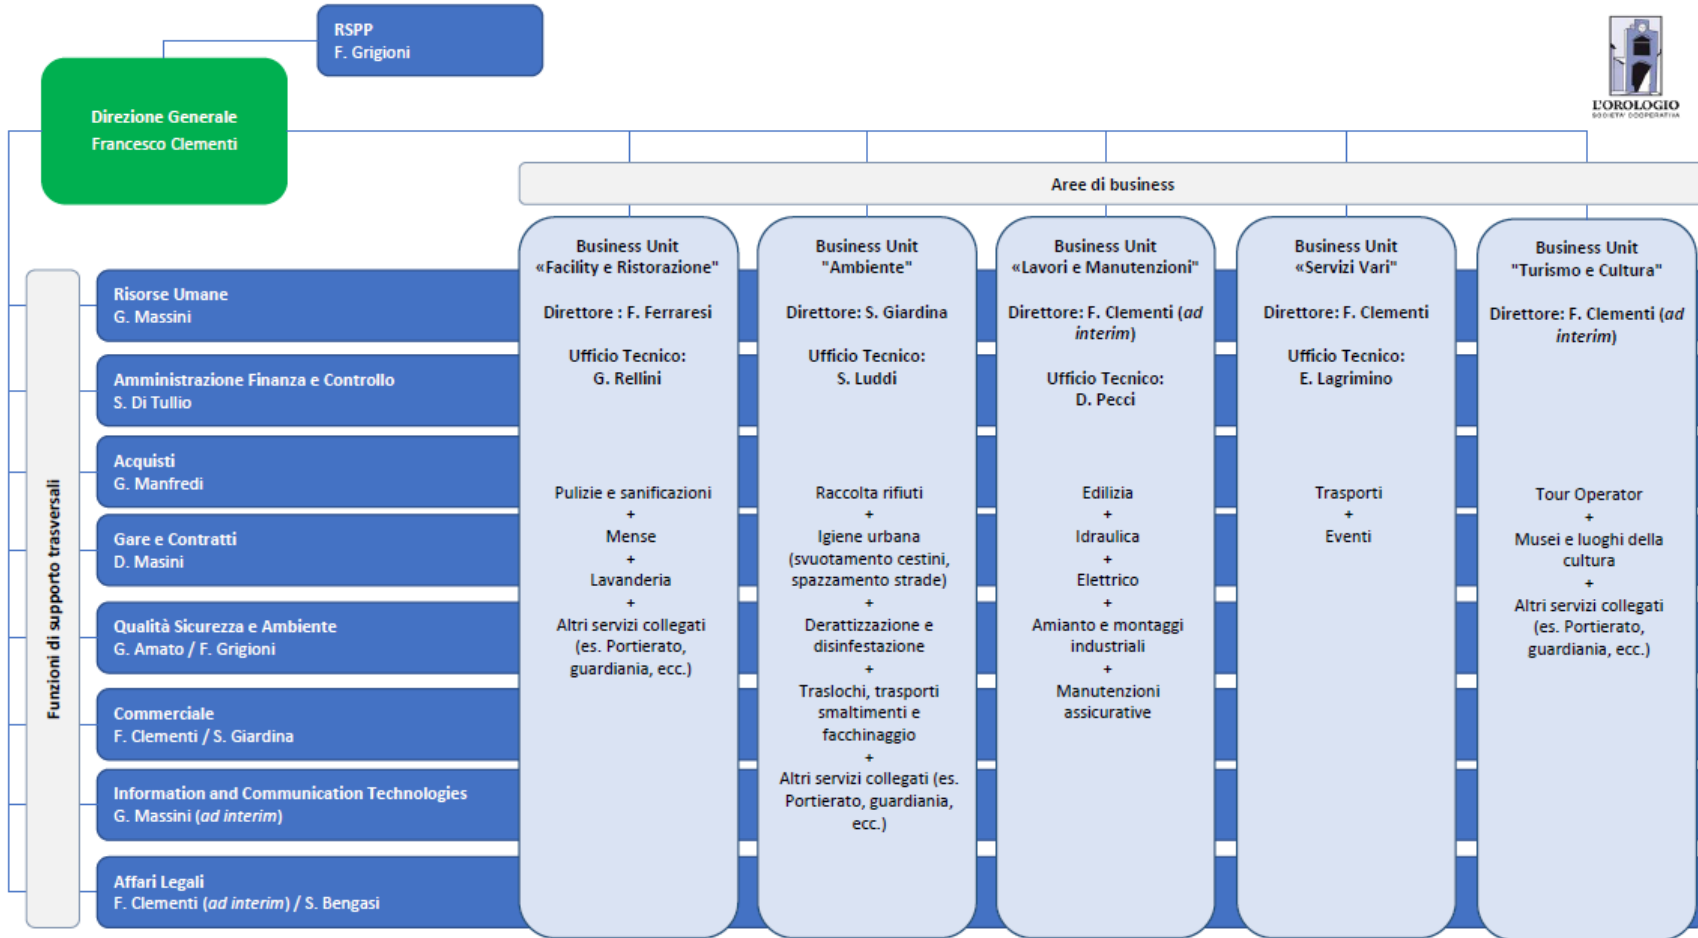 RSPP
F. Grigioni
Direzione Generale
Francesco Clementi
L'OROLOGIO
SOCIETA' COOPERATIVA
Aree di business
Funzioni di supporto trasversali
Risorse Umane
G. Massini
Amministrazione Finanza e Controllo
S. Di Tullio
Acquisti
G. Manfredi
Gare e Contratti
D. Masini
Qualità Sicurezza e Ambiente
G. Amato / F. Grigioni
Commerciale
F. Clementi / S. Giardina
Information and Communication Technologies
G. Massini (ad interim)
Affari Legali
F. Clementi (ad interim) / S. Bengasi
Business Unit
«Facility e Ristorazione"
Direttore : F. Ferraresi
Ufficio Tecnico:
G. Rellini
Pulizie e sanificazioni
+
Mense
+
Lavanderia
+
Altri servizi collegati
(es. Portierato,
guardiania, ecc.)
Business Unit
"Ambiente"
Direttore: S. Giardina
Ufficio Tecnico:
S. Luddi
Raccolta rifiuti
+
Igiene urbana
(svuotamento cestini,
spazzamento strade)
+
Derattizzazione e
disinfestazione
+
Traslochi, trasporti
smaltimenti e
facchinaggio
+
Altri servizi collegati (es.
Portierato, guardiania,
ecc.)
Business Unit
«Lavori e Manutenzioni"
Direttore: F. Clementi (ad
interim)
Ufficio Tecnico:
D. Pecci
Edilizia
+
Idraulica
+
Elettrico
+
Amianto e montaggi
industriali
+
Manutenzioni
assicurative
Business Unit
«Servizi Vari"
Direttore: F. Clementi
Ufficio Tecnico:
E. Lagrimino
Trasporti
+
Eventi
Business Unit
"Turismo e Cultura"
Direttore: F. Clementi (ad
interim)
Tour Operator
+
Musei e luoghi della
cultura
+
Altri servizi collegati
(es. Portierato,
guardiania, ecc.)